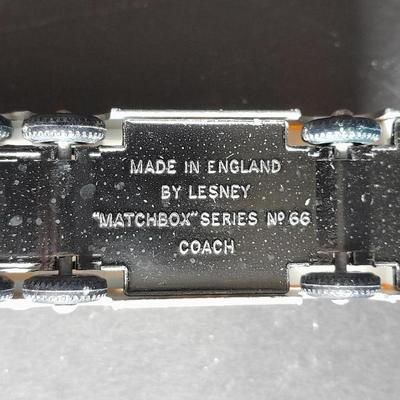 MADE IN ENGLAND
BY LESNEY
"MATCHBOX" SERIES Nº 66
COACH